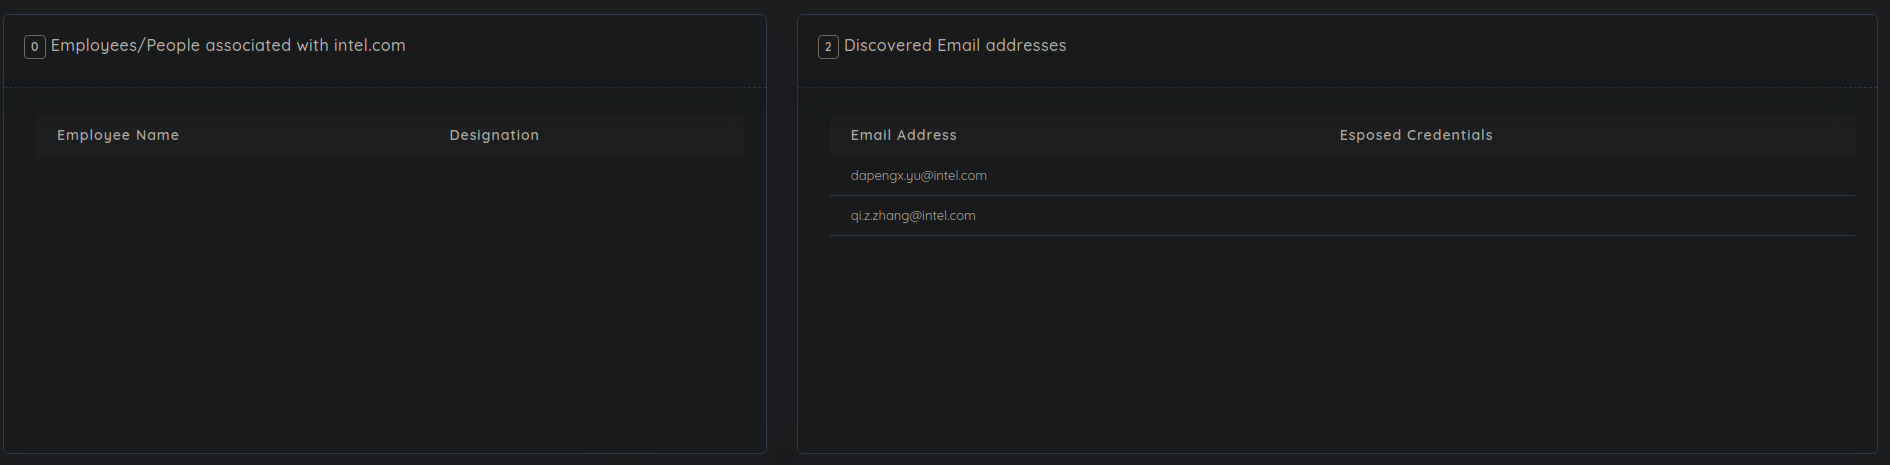 0 Employees/People associated with intel.com
Employee Name Designation
2 Discovered Email addresses
Email Address Esposed Credentials
dapengx.yu@intel.com
qi.z.zhang@intel.com